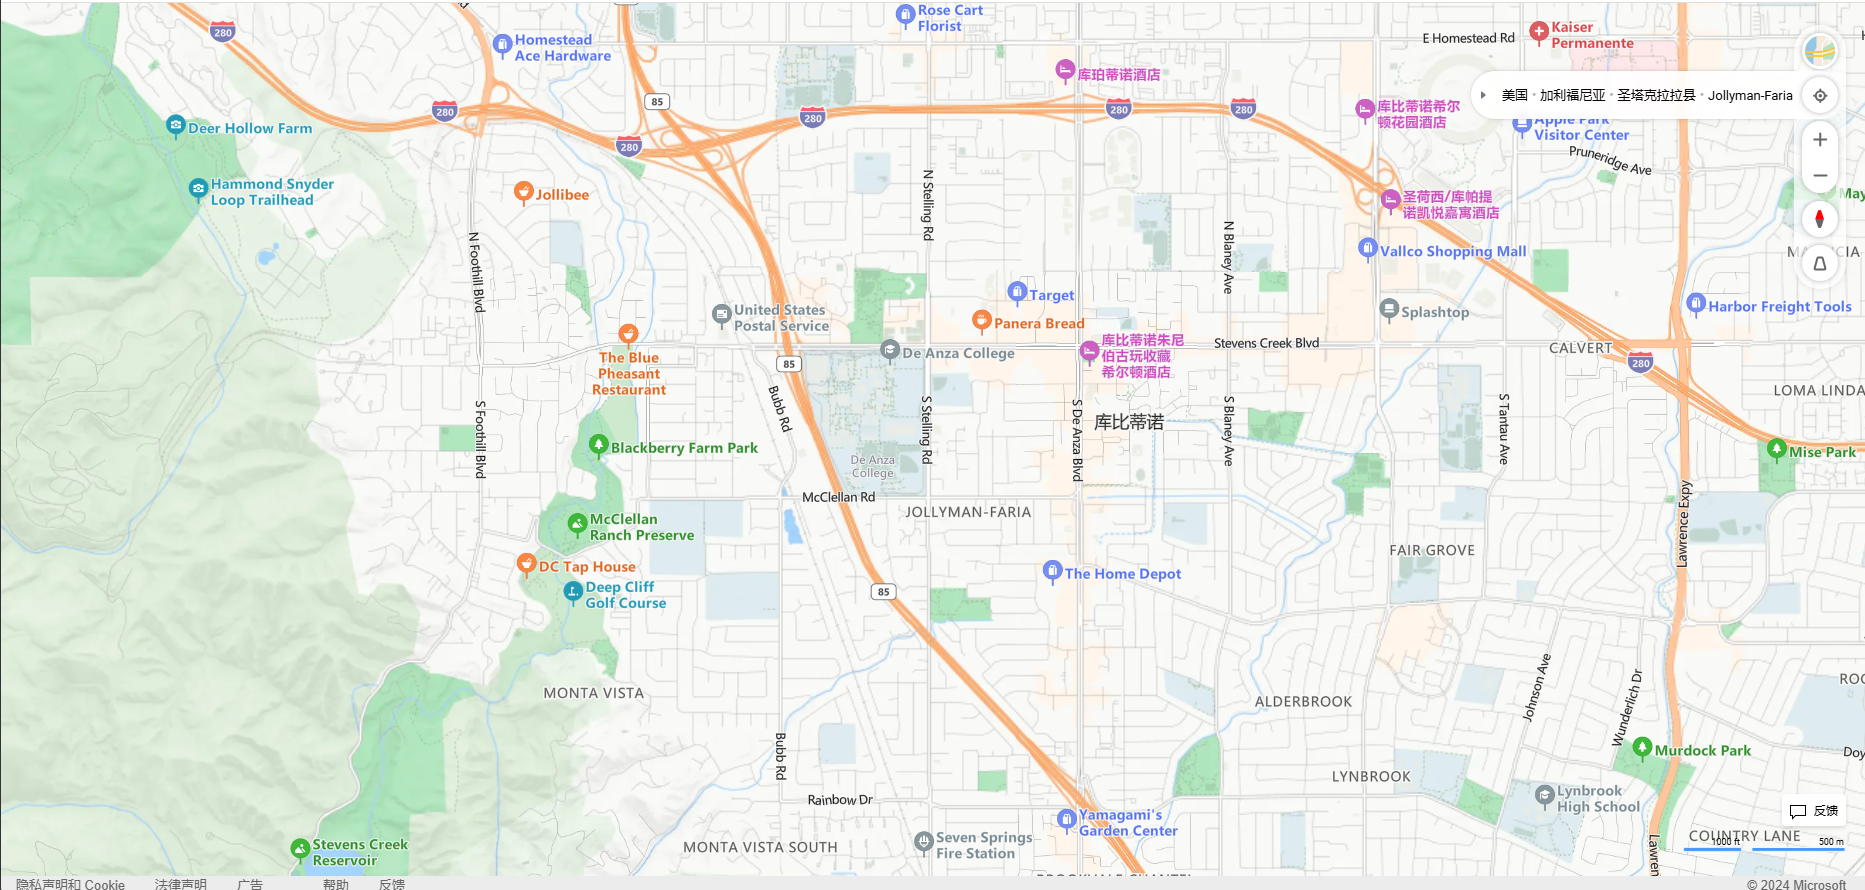 280
Homestead
Ace Hardware
Rose Cart
Florist
E Homestead Rd
Kaiser
Permanente
85
280
280
280
280
280
库珀蒂诺酒店
库比蒂诺希尔
顿花园酒店
美国 · 加利福尼亚 · 圣塔克拉拉县 · Jollyman-Faria
Apple Park
Visitor Center
Pruneridge Ave
Deer Hollow Farm
Hammond Snyder
Loop Trailhead
Jollibee
N Stelling Rd
圣荷西/库帕提
诺凯悦嘉寓酒店
May
N Foothill Blvd
N Blaney Ave
Vallco Shopping Mall
Target
Harbor Freight Tools
United States
Postal Service
Panera Bread
Splashtop
The Blue
Pheasant
Restaurant
De Anza College
库比蒂诺朱尼
伯古玩收藏
希尔顿酒店
Stevens Creek Blvd
CALVERT
280
85
LOMA LINDA
Bubb Rd
S Foothill Blvd
S Stelling Rd
S De Anza Blvd
库比蒂诺
S Blaney Ave
S Tantau Ave
Blackberry Farm Park
De Anza
College
Mise Park
McClellan Rd
JOLLYMAN-FARIA
McClellan
Ranch Preserve
Lawrence Expy
FAIR GROVE
DC Tap House
Deep Cliff
Golf Course
The Home Depot
85
MONTA VISTA
ALDERBROOK
Johnson Ave
Wunderlich Dr
Bubb Rd
Murdock Park
Doy
LYNBROOK
Rainbow Dr
Lynbrook
High School
Yamagami's
Garden Center
反馈
Stevens Creek
Reservoir
MONTA VISTA SOUTH
Seven Springs
Fire Station
COUNTRY LANE
Lawren
1000 ft
500 m
隐私声明和 Cookie
法律声明
广告
帮助
反馈
© 2024 Microsoft